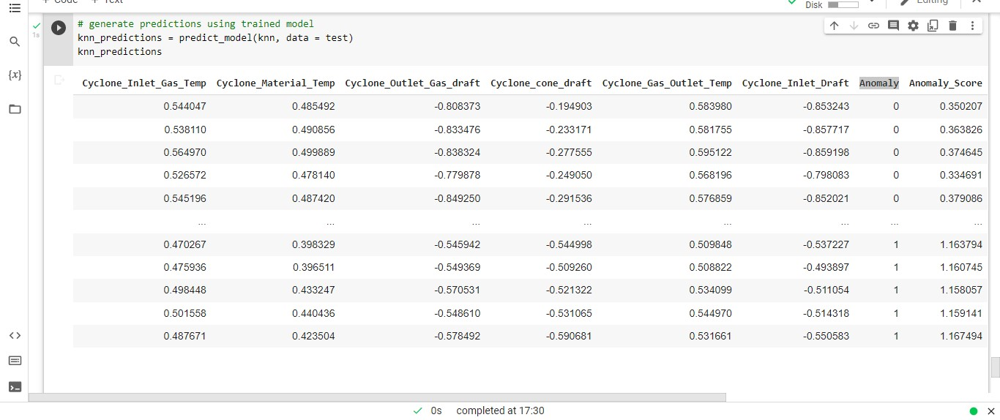 + Code + Text
Disk
Editing
1s
# generate predictions using trained model
knn_predictions = predict_model(knn, data = test)
knn_predictions
{x}
Cyclone_Inlet_Gas_Temp Cyclone_Material_Temp Cyclone_Outlet_Gas_draft Cyclone_cone_draft Cyclone_Gas_Outlet_Temp Cyclone_Inlet_Draft Anomaly Anomaly_Score
0.544047 0.485492 -0.808373 -0.194903 0.583980 -0.853243 0 0.350207
0.538110 0.490856 -0.833476 -0.233171 0.581755 -0.857717 0 0.363826
0.564970 0.499889 -0.838324 -0.277555 0.595122 -0.859198 0 0.374645
0.526572 0.478140 -0.779878 -0.249050 0.568196 -0.798083 0 0.334691
0.545196 0.487420 -0.849250 -0.291536 0.576859 -0.852021 0 0.379086
... ... ... ... ... ... ... ...
0.470267 0.398329 -0.545942 -0.544998 0.509848 -0.537227 1 1.163794
0.475936 0.396511 -0.549369 -0.509260 0.508822 -0.493897 1 1.160745
0.498448 0.433247 -0.570531 -0.521322 0.534099 -0.511054 1 1.158057
0.501558 0.440436 -0.548610 -0.531065 0.544970 -0.514318 1 1.159141
0.487671 0.423504 -0.578492 -0.590681 0.531661 -0.550583 1 1.167494
0s completed at 17:30